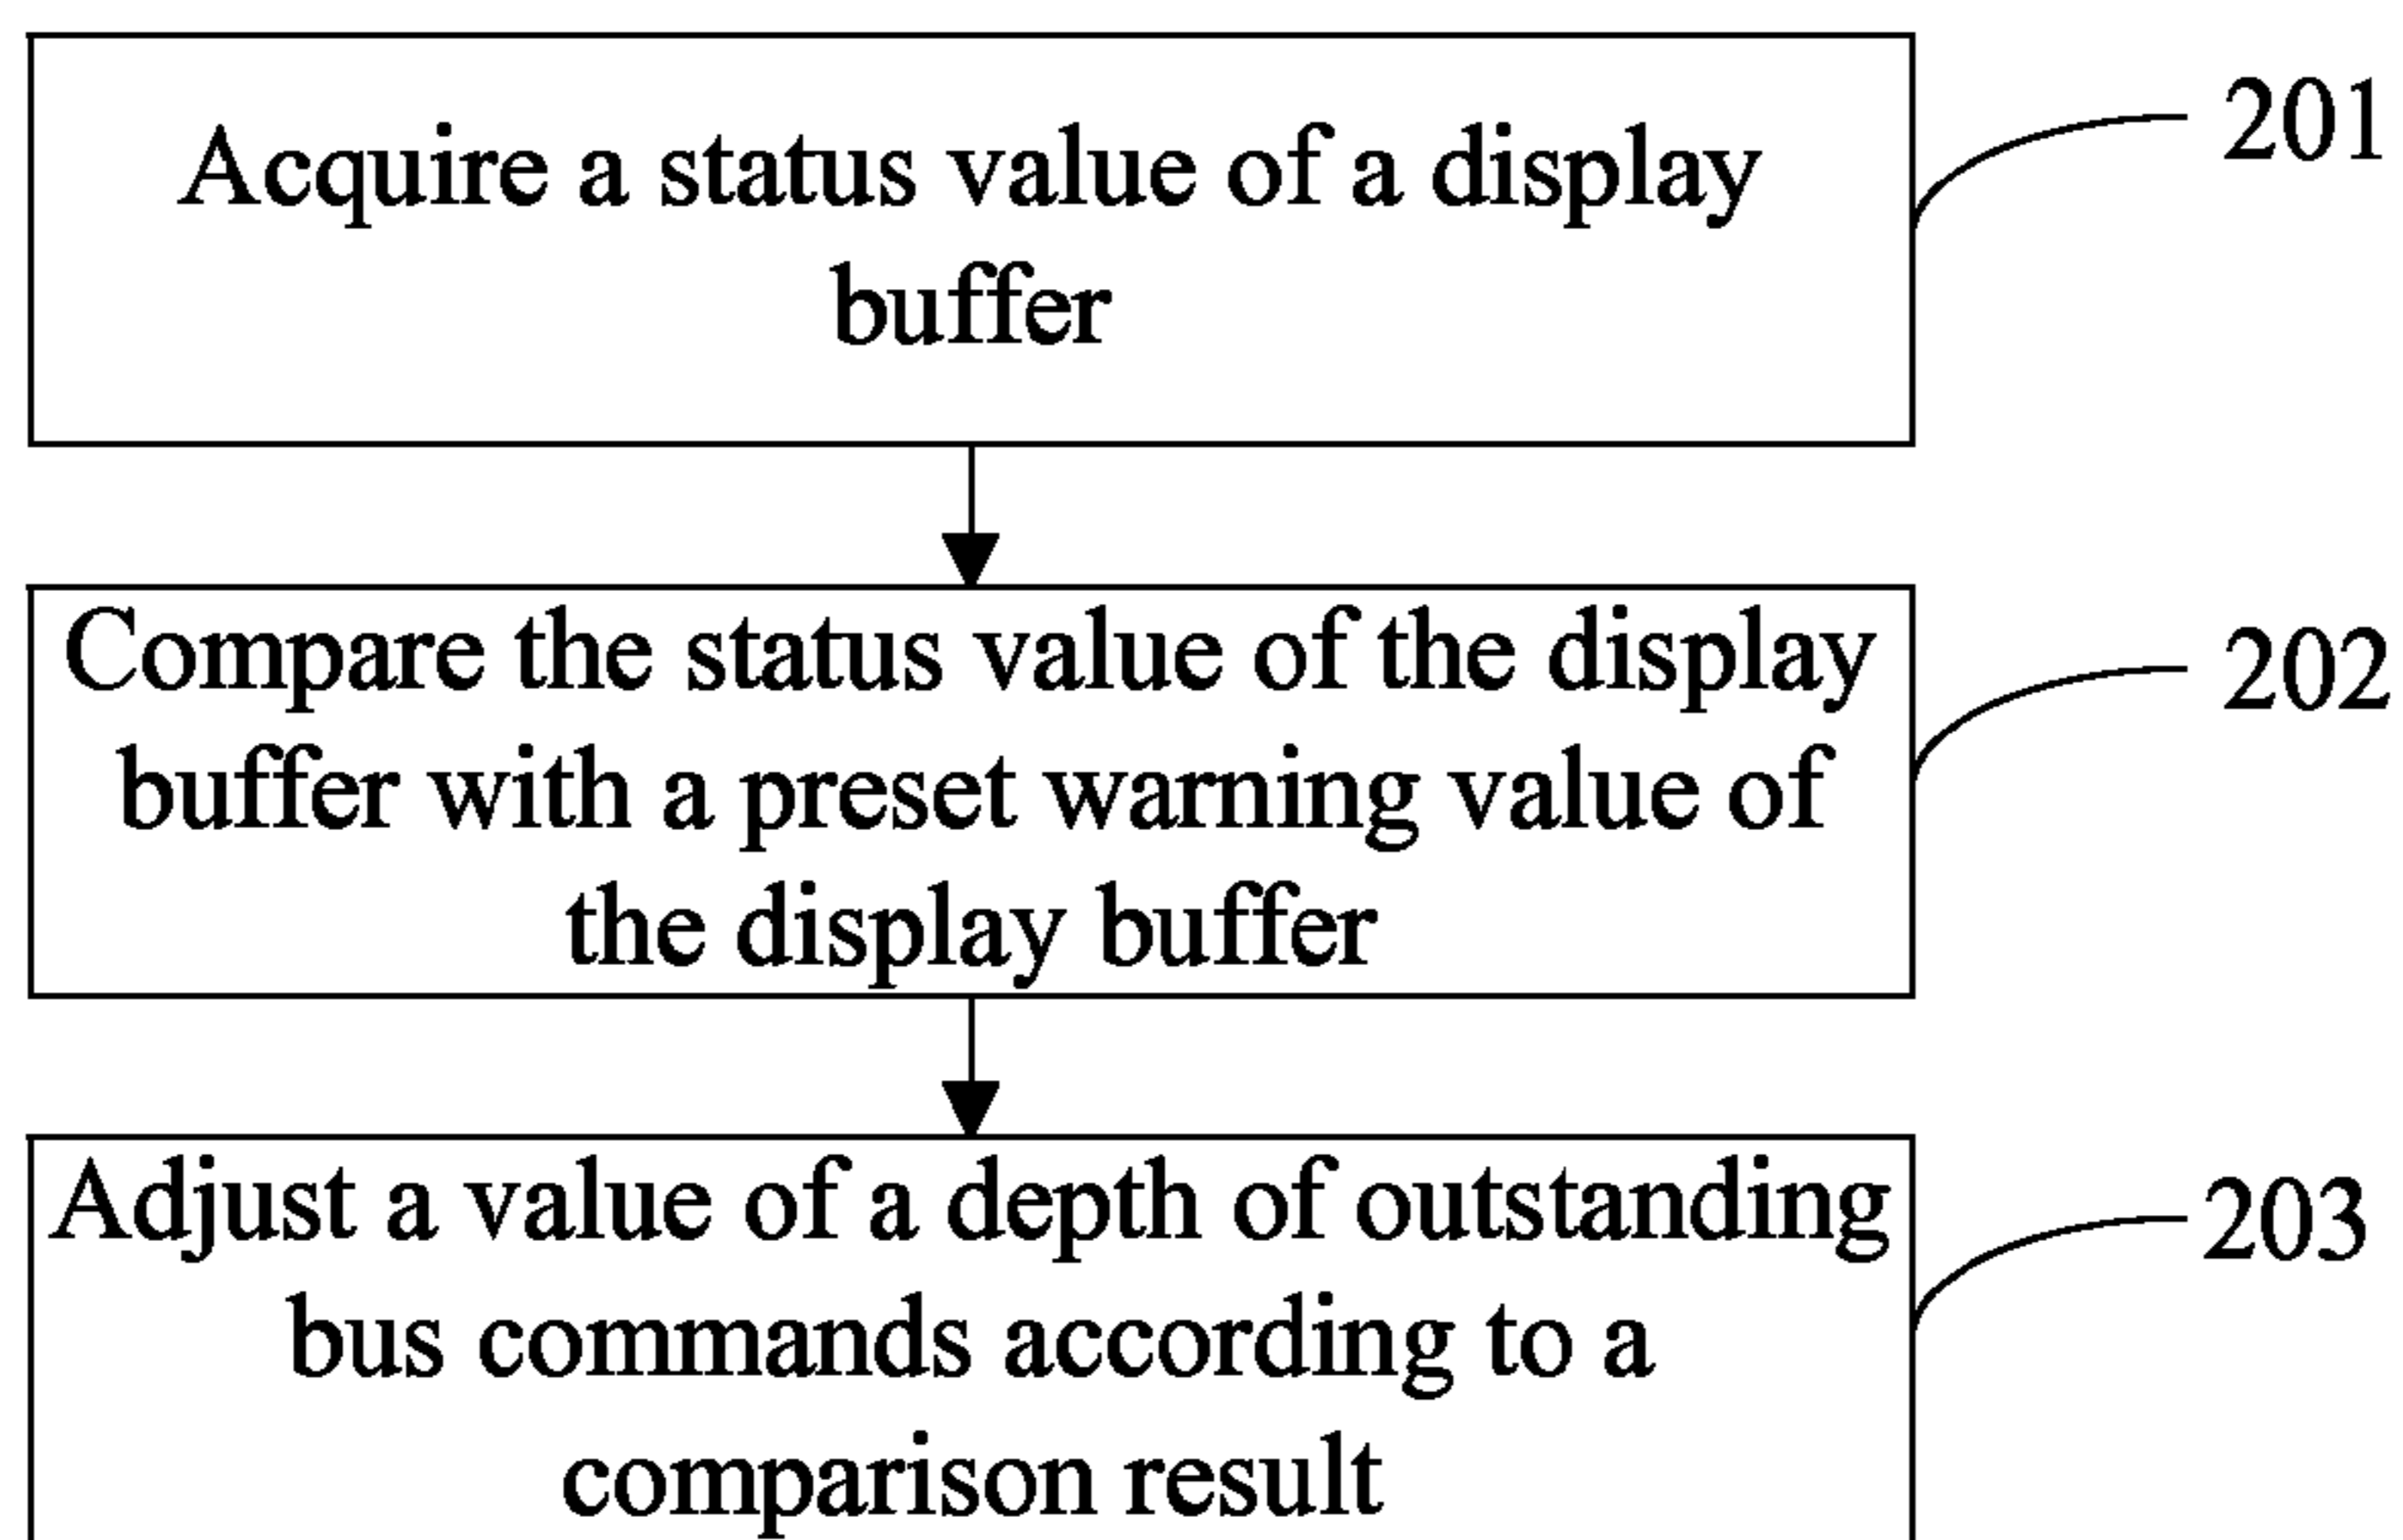 Acquire a status value of a display
buffer
201
Compare the status value of the display
buffer with a preset warning value of
the display buffer
202
Adjust a value of a depth of outstanding
bus commands according to a
comparison result
203